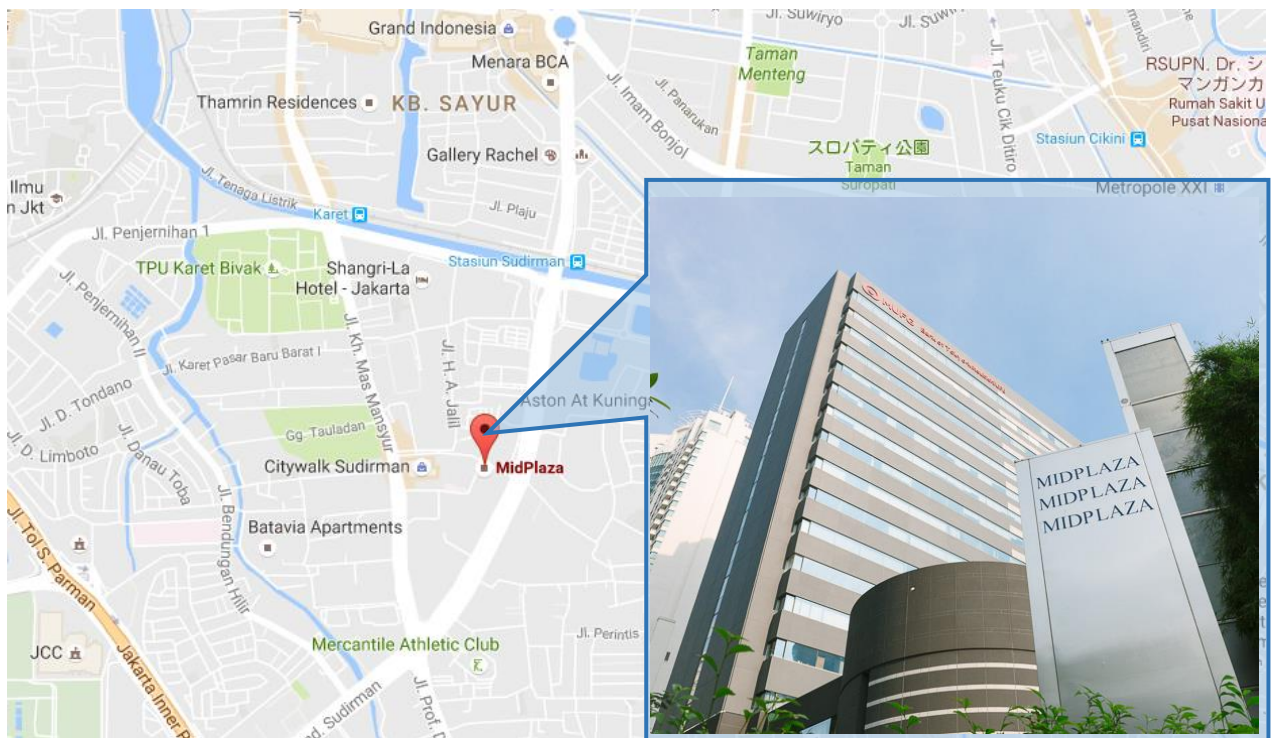 Grand Indonesia
Jl. Suwiryo
Menara BCA
Taman
Menteng
Jl. Teuku Cik Ditiro
RSUPN. Dr. シ
マンガンカ
Rumah Sakit U
Pusat Nasiona
Thamrin Residences
KB. SAYUR
Jl. Imam Bonjol
Jl. Panarukan
Stasiun Cikini
Gallery Rachel
スロパティ公園
Taman
Suropati
Metropole XXI
Ilmu
n Jkt
Jl. Tenaga Listrik
Karet
Jl. Plaju
Jl. Penjernihan 1
TPU Karet Bivak
Shangri-La
Hotel - Jakarta
Stasiun Sudirman
Jl. Penjernihan II
Jl. Karet Pasar Baru Barat I
Jl. Kh. Mas Mansyur
Jl. H. A. Jalil
Aston At Kuning
Jl. D. Tondano
Gg. Tauladan
Jl. D. Limboto
Jl. Danau Toba
Citywalk Sudirman
MidPlaza
Jl. Bendungan Hilir
Batavia Apartments
Jl. Tol S. Parman
Mercantile Athletic Club
Jl. Perintis
JCC
Jakarta Inner R
nd. Sudirman
Jl. Prof. D
MUFG
MIDPLAZA
MIDPLAZA
MIDPLAZA